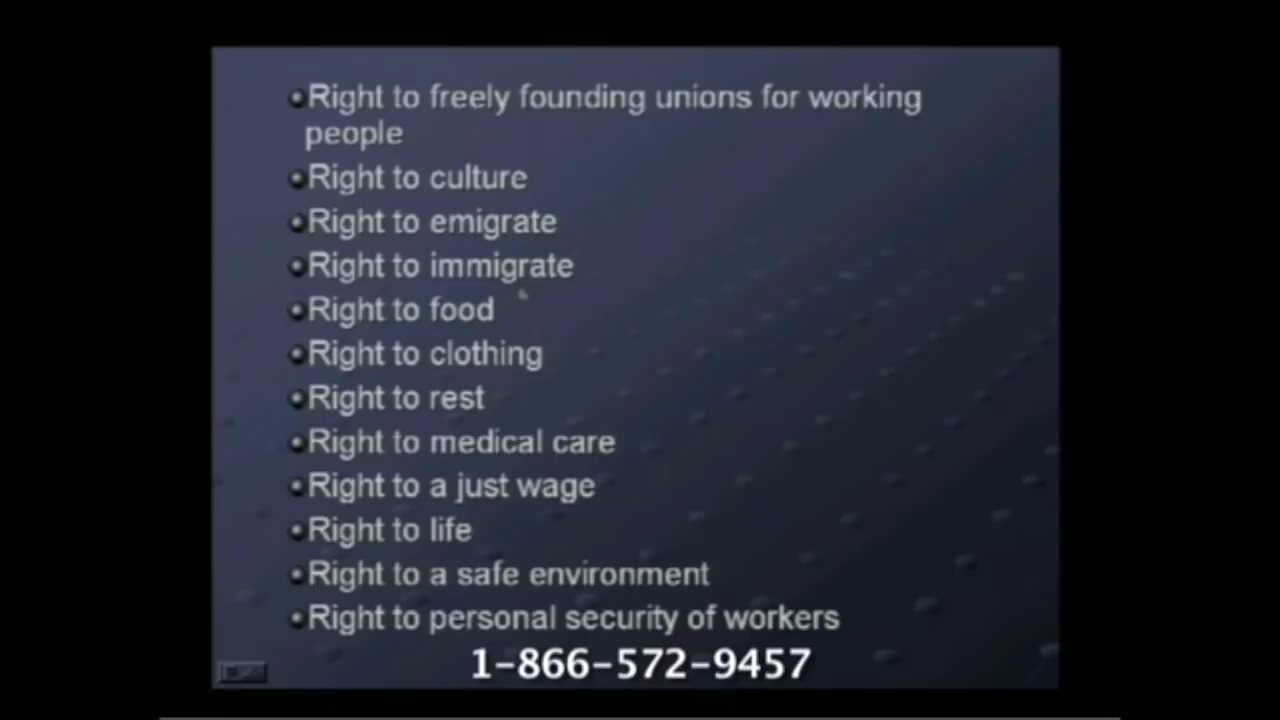 Right to freely founding unions for working
people
Right to culture
Right to emigrate
Right to immigrate
Right to food
Right to clothing
Right to rest
Right to medical care
Right to a just wage
Right to life
Right to a safe environment
Right to personal security of workers
1-866-572-9457